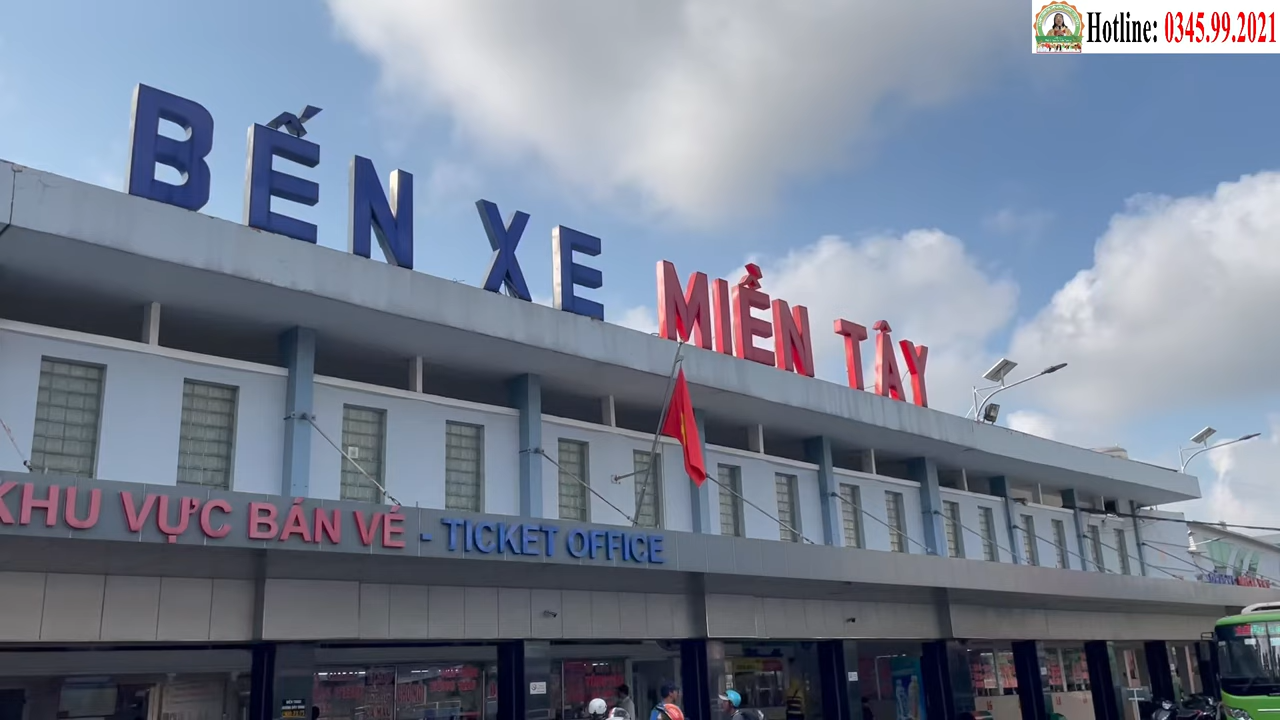 Hotline: 0345.99.2021
BẾN XE MIỀN TÂY
KHU VỰC BÁN VÉ - TICKET OFFICE